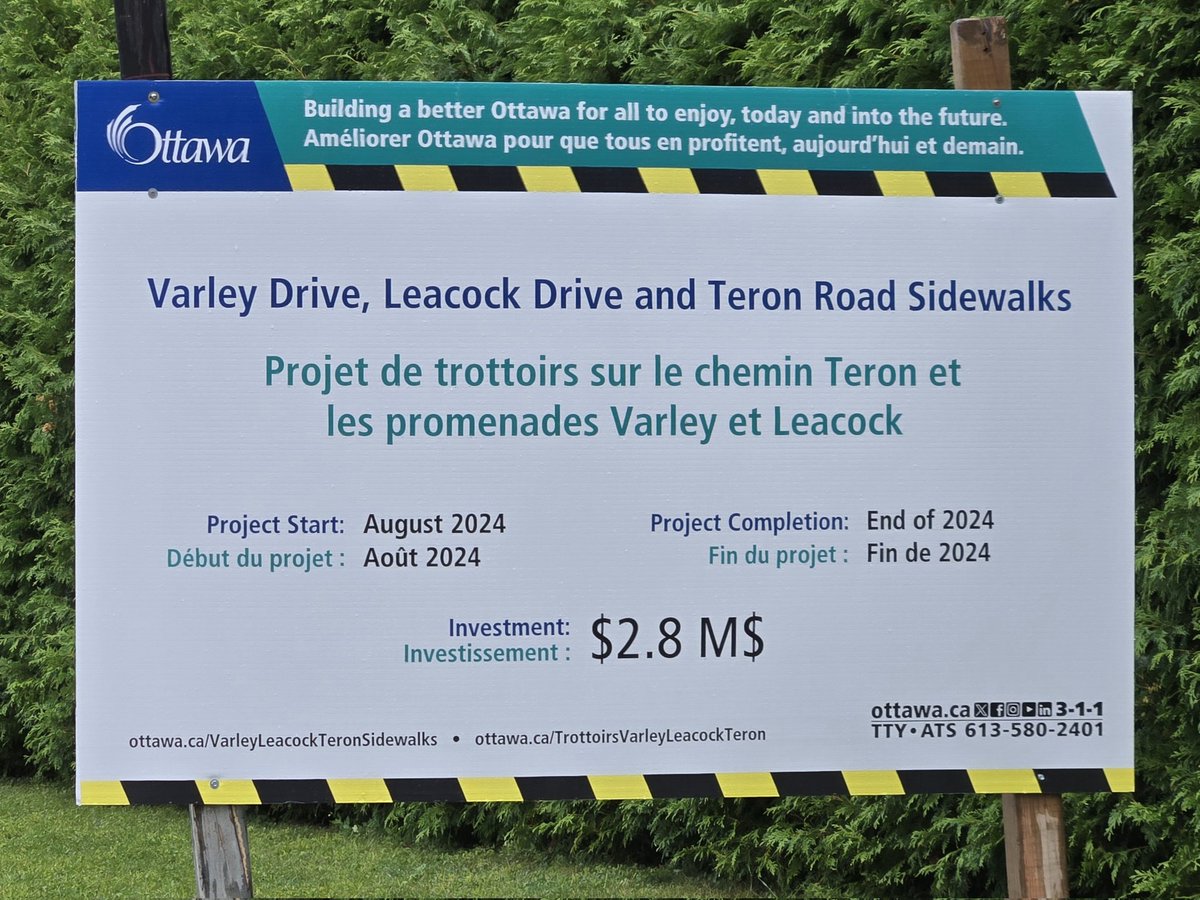 Ottawa
Building a better Ottawa for all to enjoy, today and into the future.
Améliorer Ottawa pour que tous en profitent, aujourd'hui et demain.
Varley Drive, Leacock Drive and Teron Road Sidewalks
Projet de trottoirs sur le chemin Teron et
les promenades Varley et Leacock
Project Start: August 2024
Début du projet : Août 2024
Project Completion: End of 2024
Fin du projet : Fin de 2024
Investment:
Investissement :
$2.8 M$
ottawa.ca/VarleyLeacockTeronSidewalks • ottawa.ca/TrottoirsVarleyLeacockTeron
ottawa.ca 3-1-1
TTY • ATS 613-580-2401